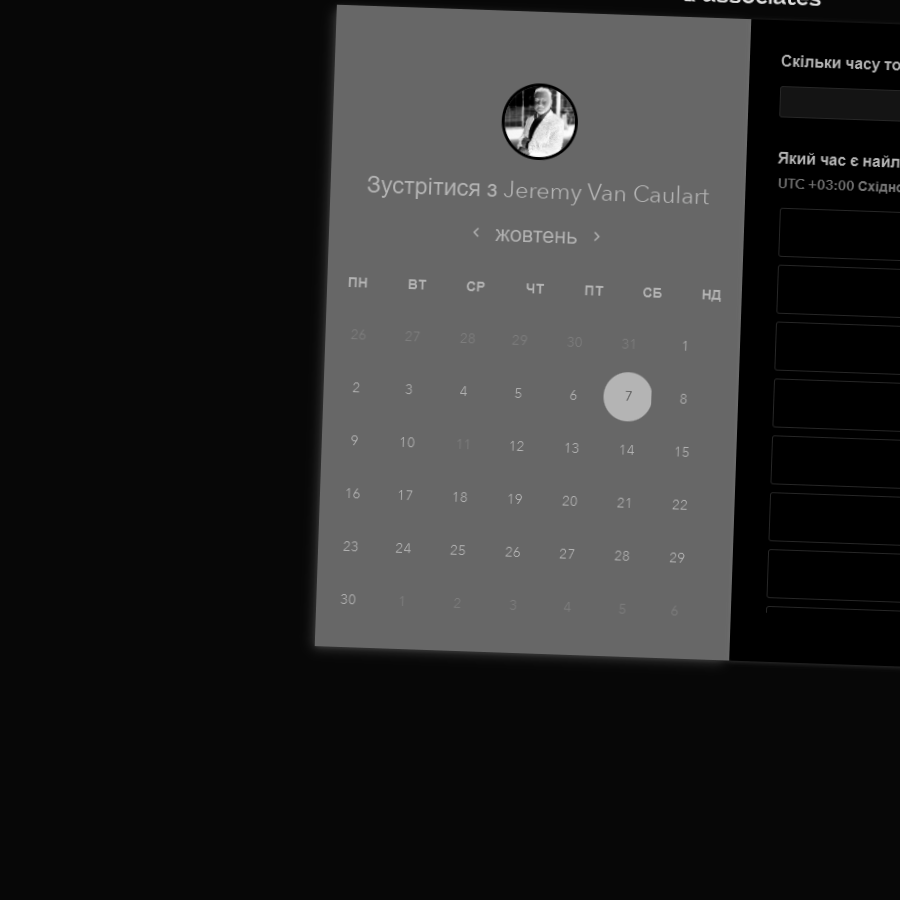 & associates
Зустрітися з Jeremy Van Caulart
жовтень
ПН ВТ СР ЧТ ПТ СБ НД
26 27 28 29 30 31 1
2 3 4 5 6 7 8
9 10 11 12 13 14 15
16 17 18 19 20 21 22
23 24 25 26 27 28 29
30 1 2 3 4 5 6
Скільки часу
Який час є
UTC +03:00